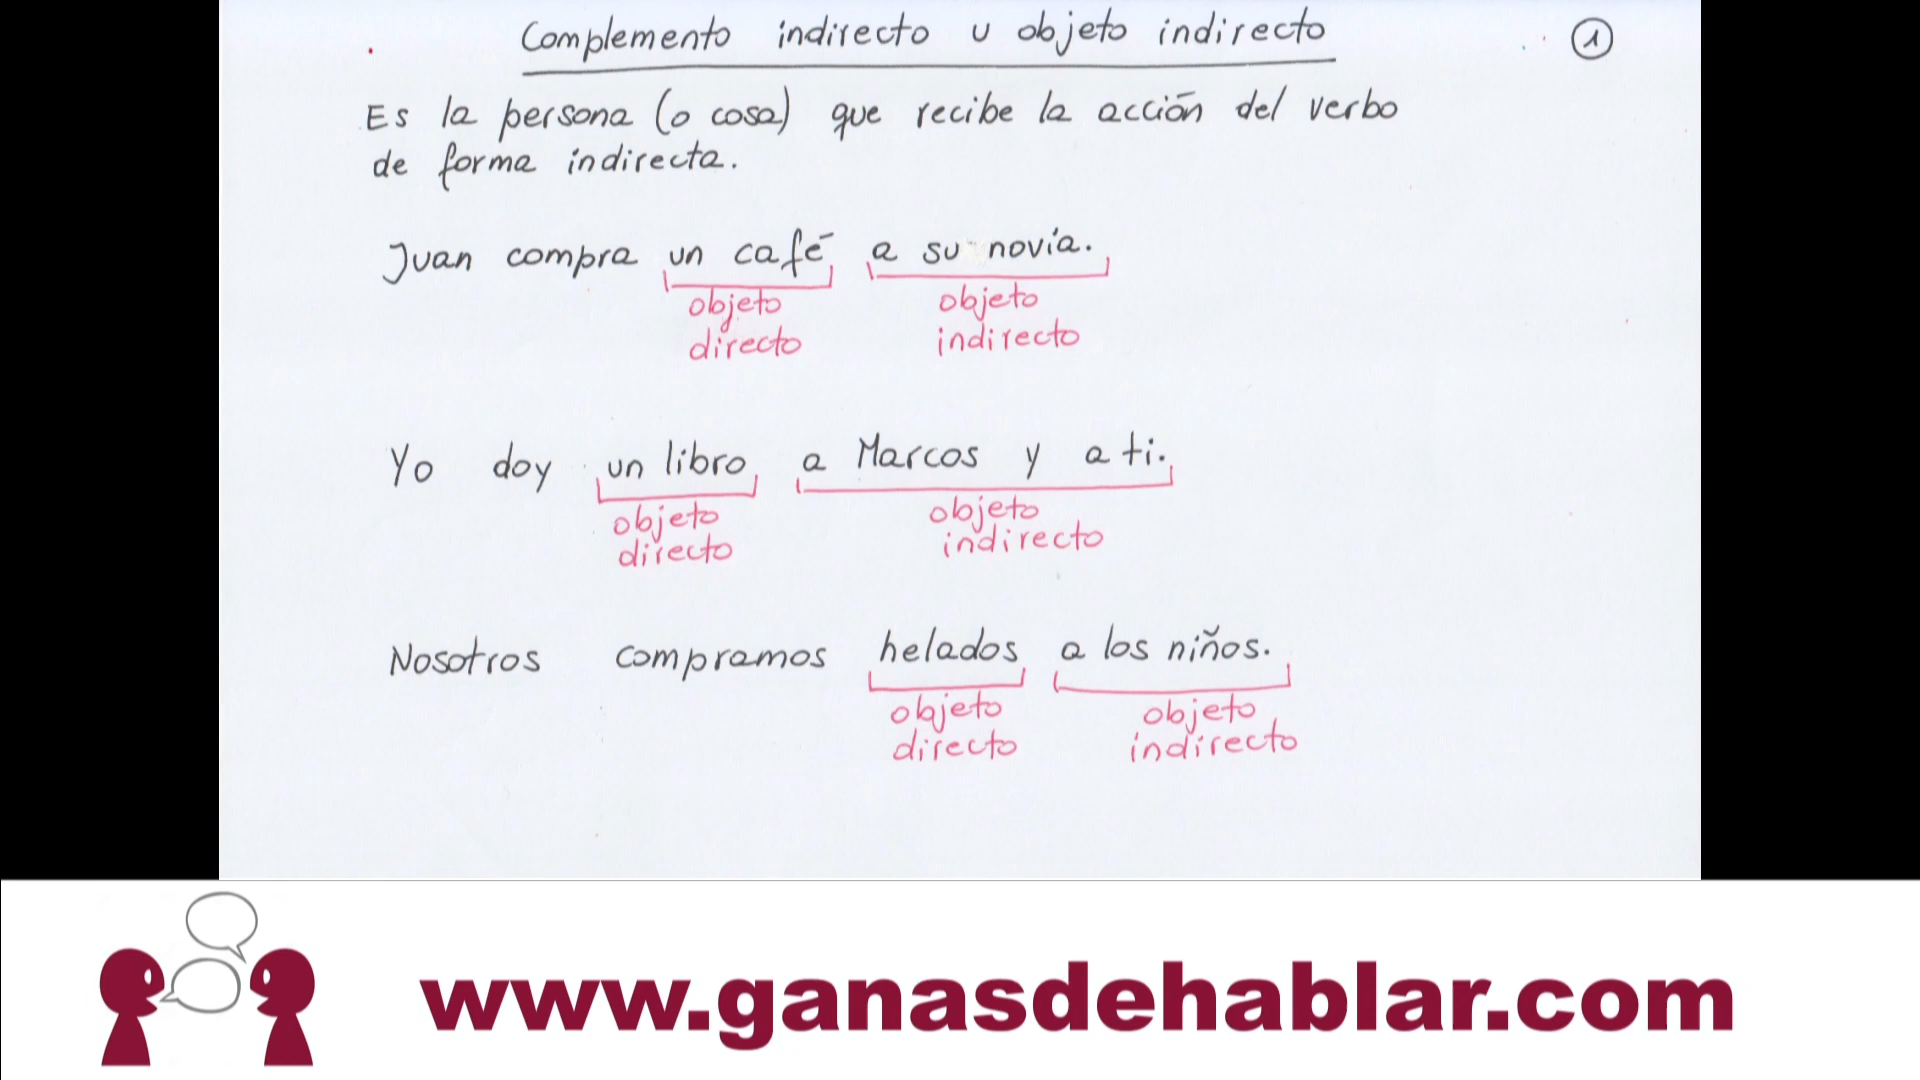 Complemento indirecto u objeto indirecto
1
Es la persona (o cosa) que recibe la acción del verbo
de forma indirecta.
Juan compra un café a su novia.
objeto objeto
directo indirecto
Yo doy un libro a Marcos y a ti.
objeto objeto
directo indirecto
Nosotros compramos helados a los niños.
objeto objeto
directo indirecto
www.ganasdehablar.com